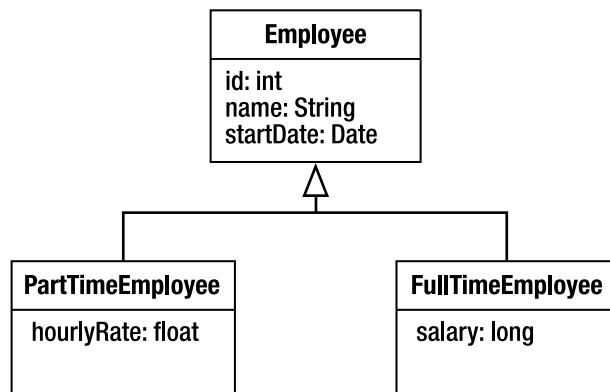 Employee
id: int
name: String
startDate: Date
PartTimeEmployee
hourlyRate: float
FullTimeEmployee
salary: long